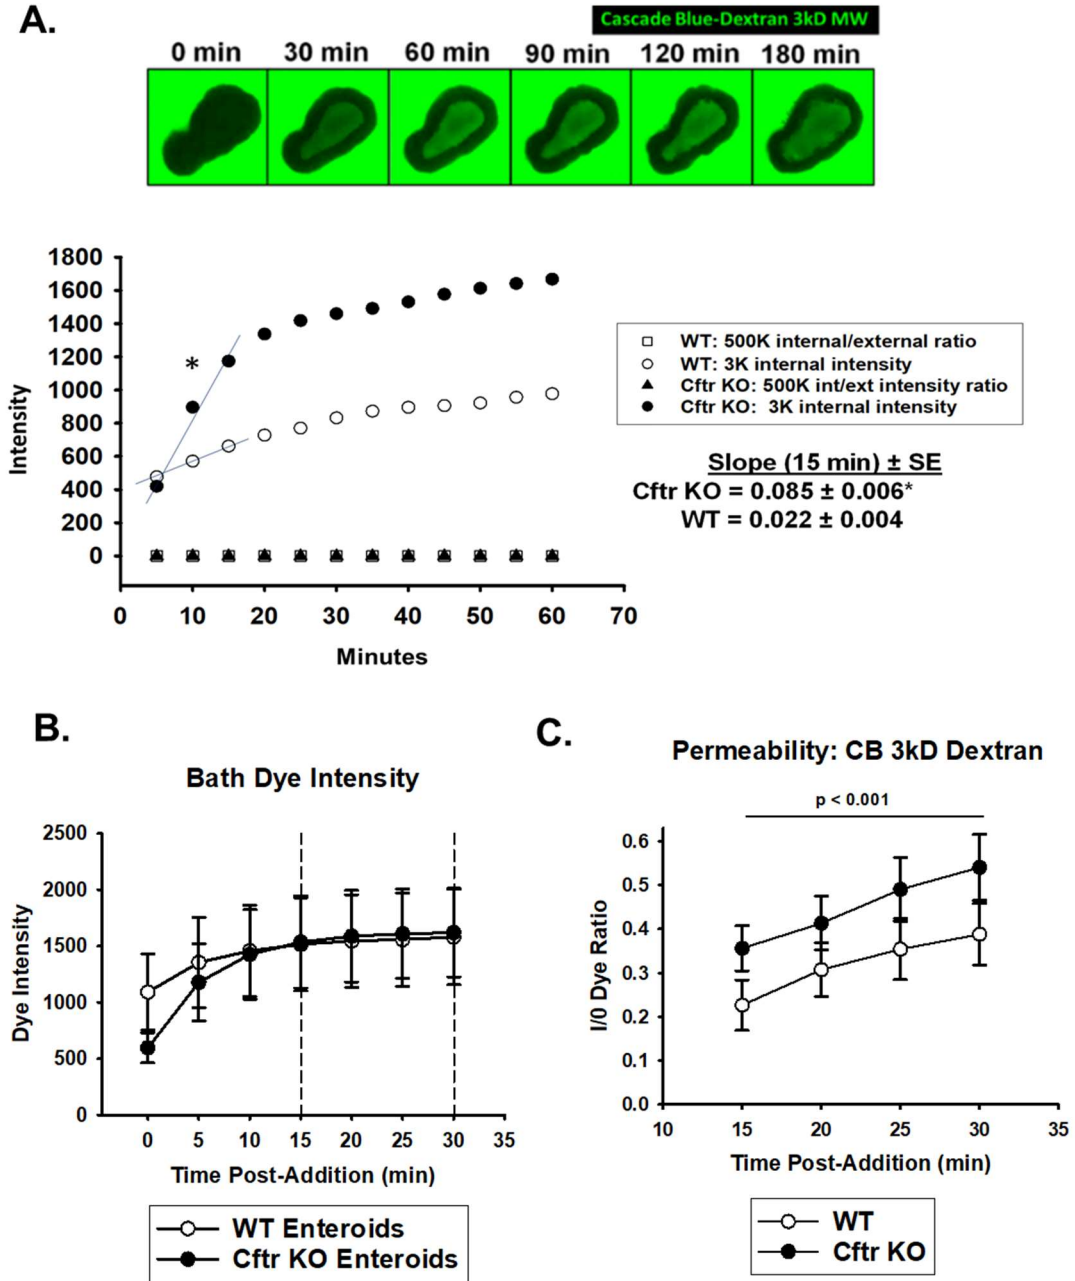 A.
Cascade Blue-Dextran 3kD MW
0 min 30 min 60 min 90 min 120 min 180 min
1800
1600
1400
1200
1000
800
600
400
200
0
Intensity
*
0 10 20 30 40 50 60 70
Minutes
WT: 500K internal/external ratio
WT: 3K internal intensity
Cftr KO: 500K int/ext intensity ratio
Cftr KO: 3K internal intensity
Slope (15 min) ± SE
Cftr KO = 0.085 ± 0.006*
WT = 0.022 ± 0.004
B.
Bath Dye Intensity
2500
2000
1500
1000
500
0
Dye Intensity
0 5 10 15 20 25 30 35
Time Post-Addition (min)
WT Enteroids
Cftr KO Enteroids
C.
Permeability: CB 3kD Dextran
p < 0.001
0.6
0.5
0.4
0.3
0.2
0.1
0.0
I/0 Dye Ratio
10 15 20 25 30 35
Time Post-Addition (min)
WT
Cftr KO